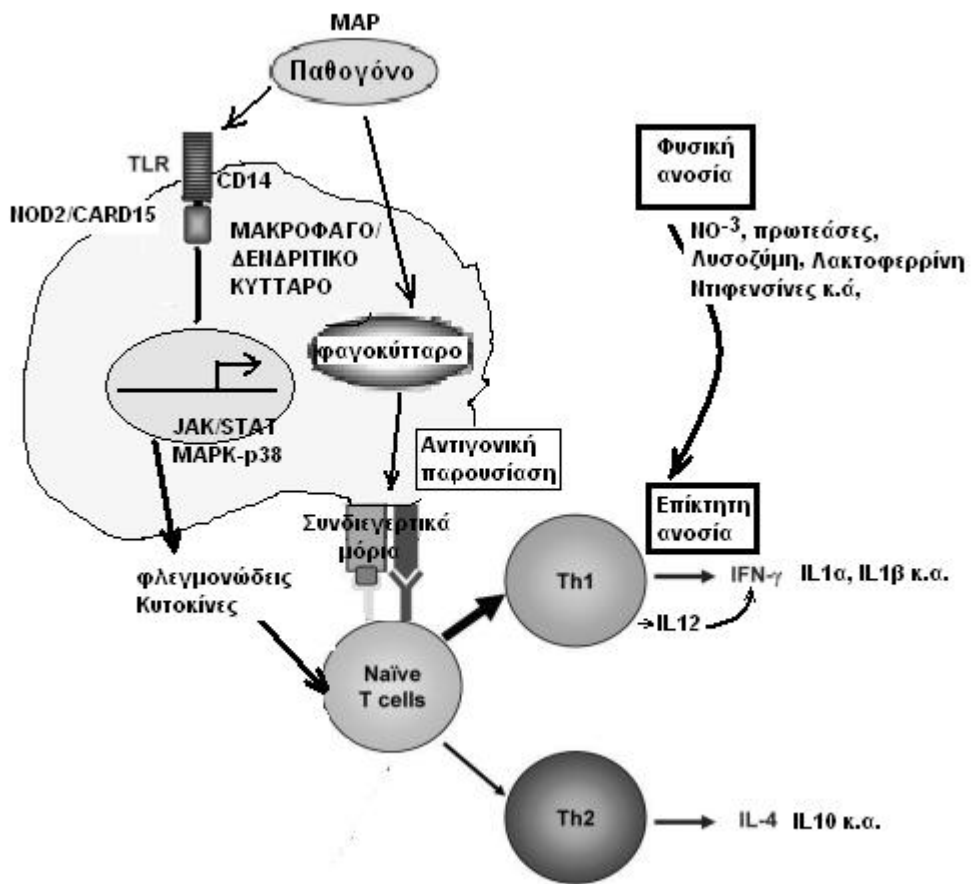 MAP
Παθογόνο
TLR
CD14
NOD2/CARD15
ΜΑΚΡΟΦΑΓΟ/
ΔΕΝΔΡΙΤΙΚΟ
ΚΥΤΤΑΡΟ
φαγοκύτταρο
JAK/STAT
MAPK-p38
Αντιγονική
παρουσίαση
Συνδιεγερτικά
μόρια
φλεγμονώδεις
Κυτοκίνες
Naïve
T cells
Φυσική
ανοσία
NO-3, πρωτεάσες,
Λυσοζύμη, Λακτοφερρίνη
Ντιφενσίνες κ.ά,
Επίκτητη
ανοσία
Th1
IFN-γ IL1α, IL1β κ.α.
IL12
Th2
IL-4 IL10 κ.α.